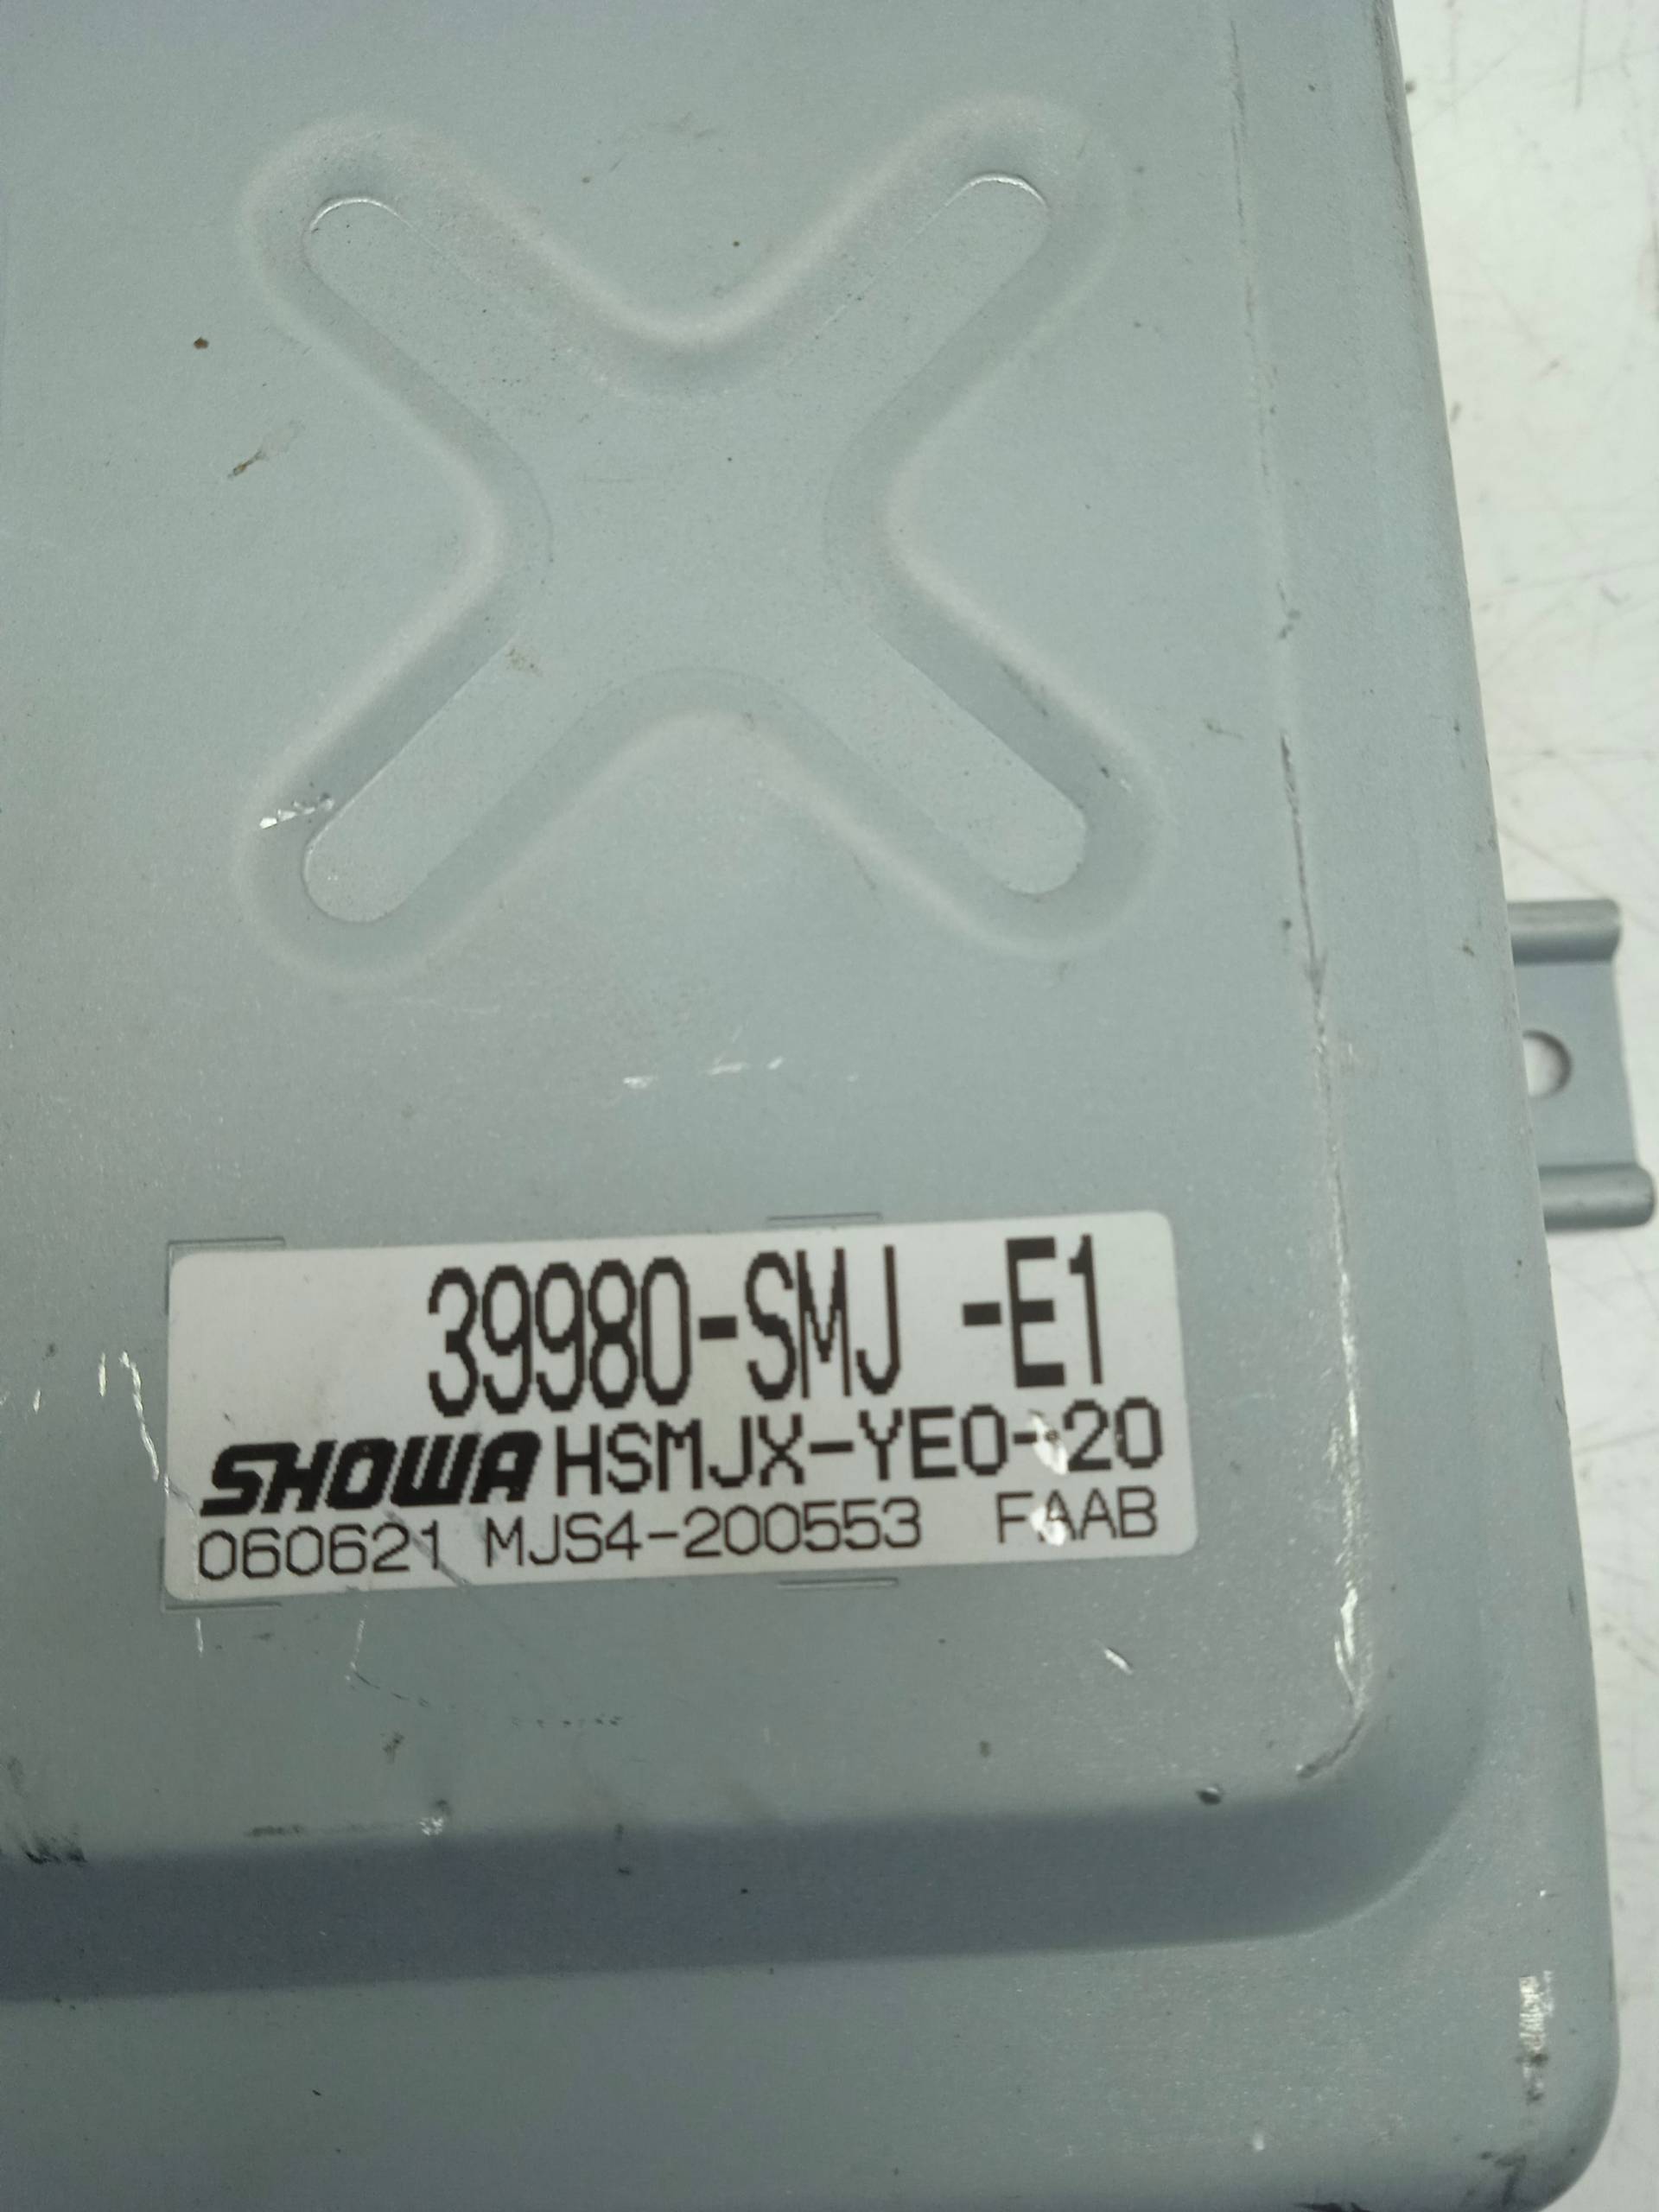 39980-SMJ -E1
SHOWA HSMJX-YE0-20
060621 MJS4-200553 FAAB